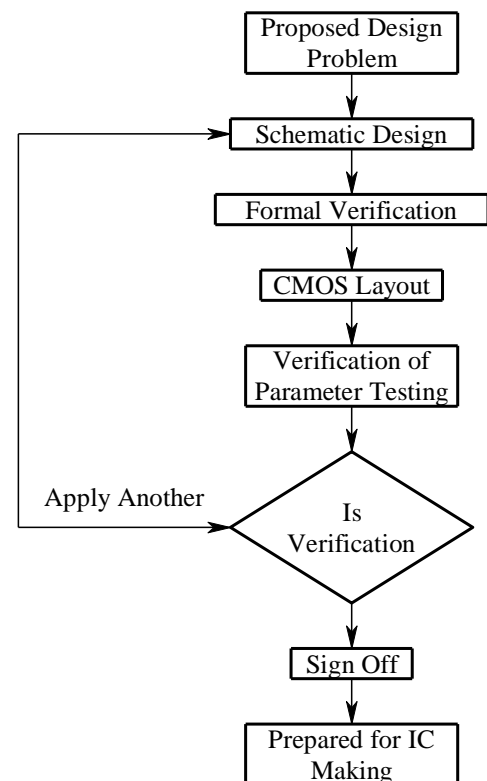 Proposed Design
Problem
Schematic Design
Formal Verification
CMOS Layout
Verification of
Parameter Testing
Apply Another
Is
Verification
Sign Off
Prepared for IC
Making